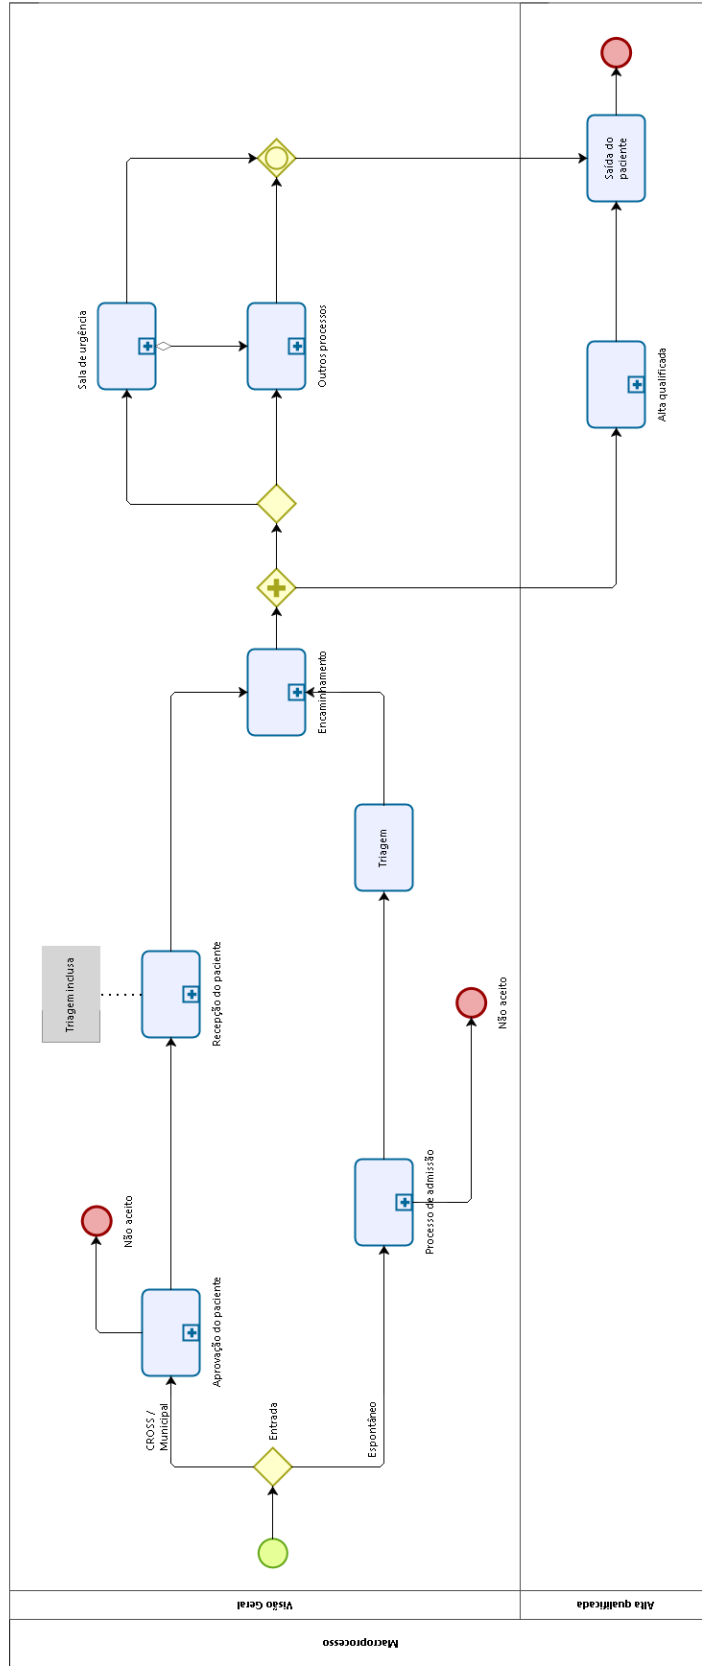 Macroprocesso
Visão Geral
Alta qualificada
Entrada
CROSS /
Municipal
Espontâneo
Aprovação do paciente
Não aceito
Processo de admissão
Não aceito
Triagem inclusa
Recepção do paciente
Triagem
Encaminhamento
Sala de urgência
Outros processos
Alta qualificada
Saída do
paciente